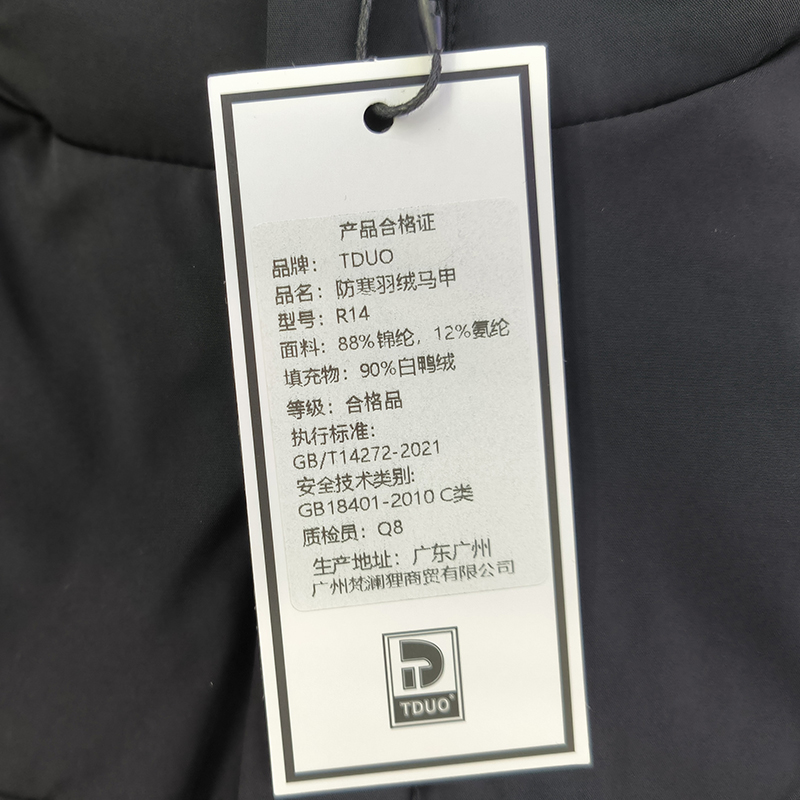 产品合格证
品牌： TDUO
品名：防寒羽绒马甲
型号：R14
面料：88%锦纶，12%氨纶
填充物：90%白鸭绒
等级：合格品
执行标准：
GB/T14272-2021
安全技术类别：
GB18401-2010 C类
质检员：Q8
生产地址：广东广州
广州梵澜狸商贸有限公司
TDUO